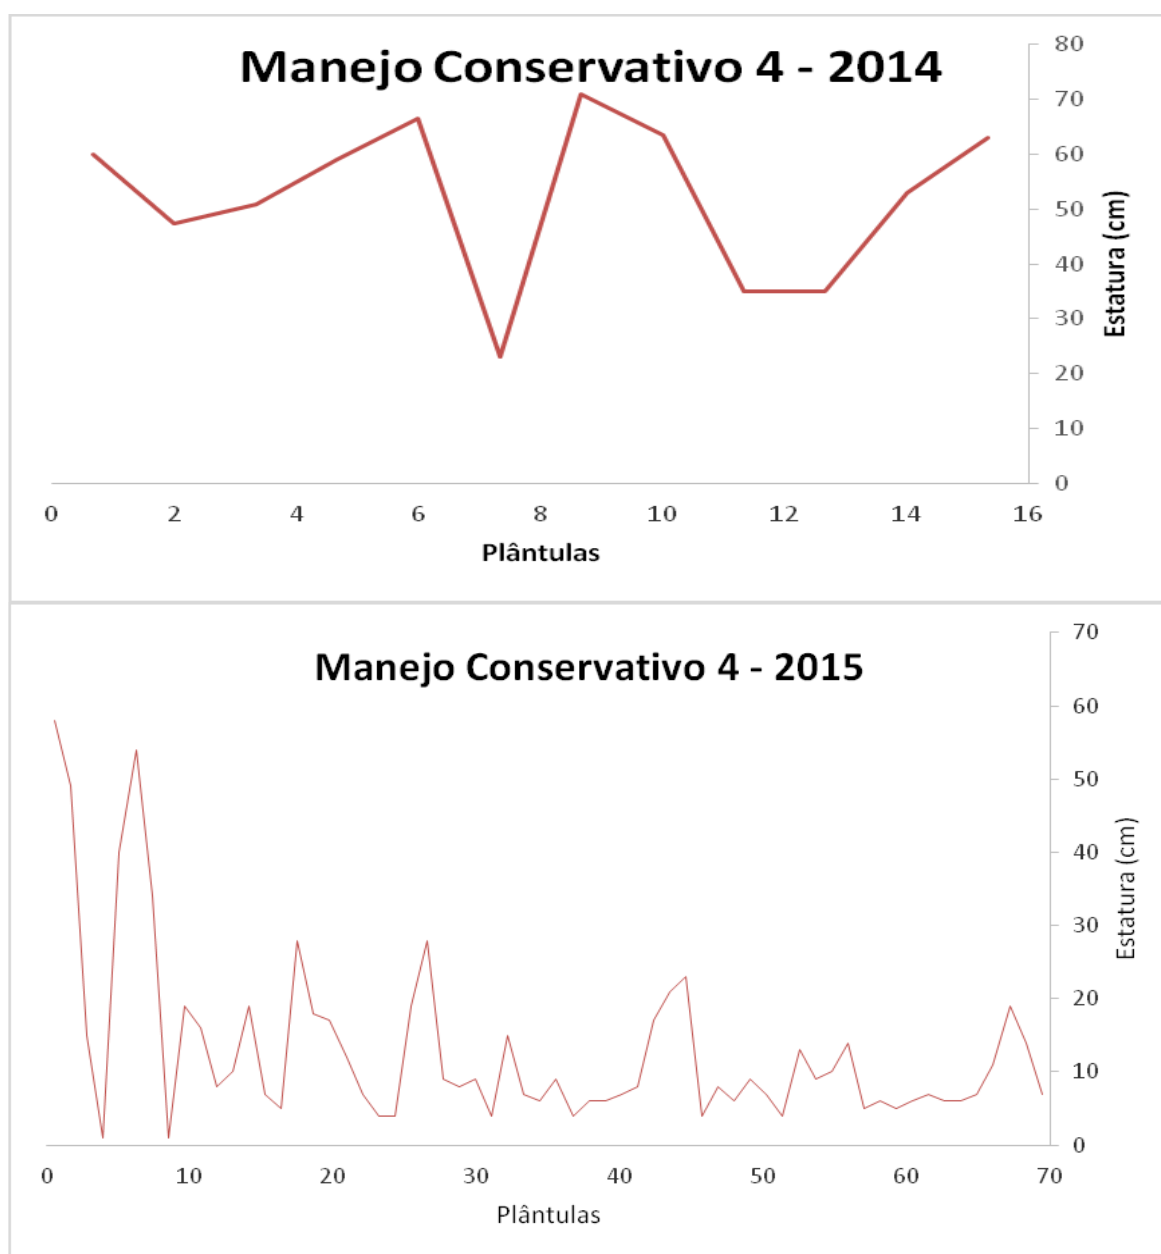 Manejo Conservativo 4 - 2014
80
70
60
50
40
30
20
10
0
Estatura (cm)
0 2 4 6 8 10 12 14 16
Plântulas
Manejo Conservativo 4 - 2015
70
60
50
40
30
20
10
0
Estatura (cm)
0 10 20 30 40 50 60 70
Plântulas